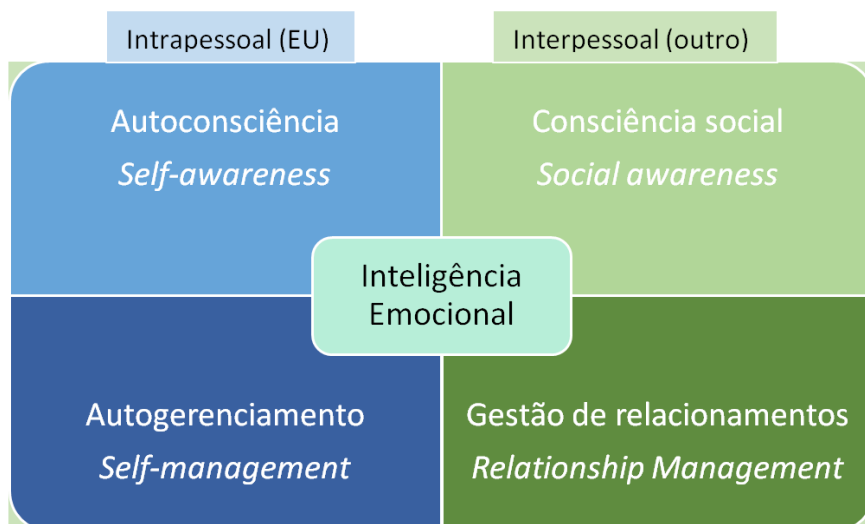 Intrapessoal (EU)
Interpessoal (outro)
Autoconsciência
Self-awareness
Consciência social
Social awareness
Inteligência
Emocional
Autogerenciamento
Self-management
Gestão de relacionamentos
Relationship Management